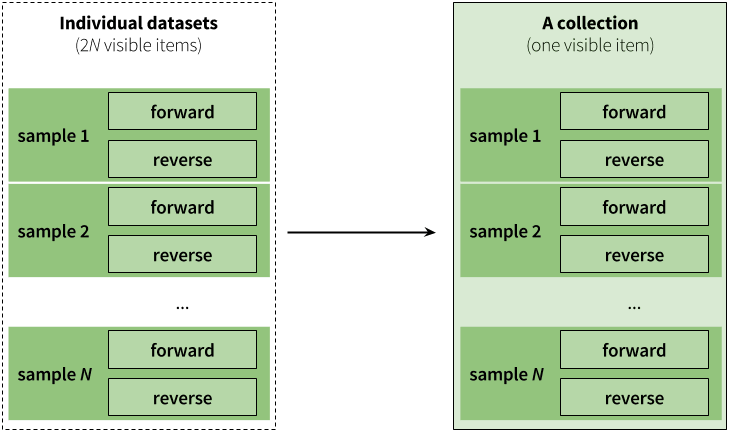 Individual datasets
(2N visible items)
sample 1
forward
reverse
sample 2
forward
reverse
...
sample N
forward
reverse
A collection
(one visible item)
sample 1
forward
reverse
sample 2
forward
reverse
...
sample N
forward
reverse